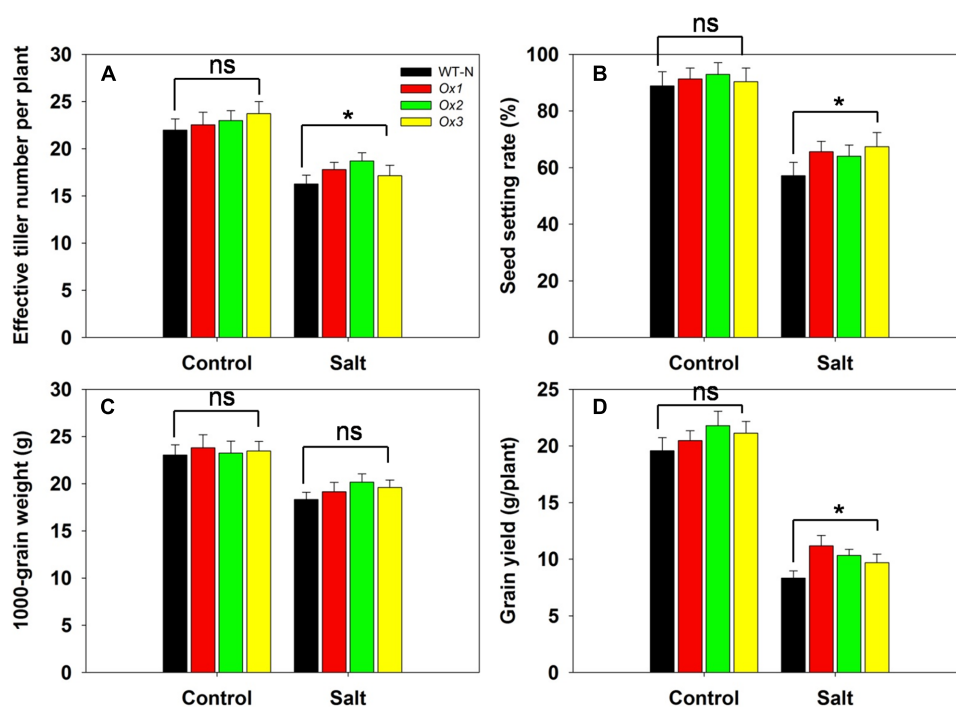 Effective tiller number per plant
30
25
20
15
10
5
0
A
ns
*
WT-N
Ox1
Ox2
Ox3
Control
Salt
Seed setting rate (%)
100
80
60
40
20
0
B
ns
*
Control
Salt
1000-grain weight (g)
30
25
20
15
10
5
0
C
ns
ns
Control
Salt
Grain yield (g/plant)
25
20
15
10
5
0
D
ns
*
Control
Salt